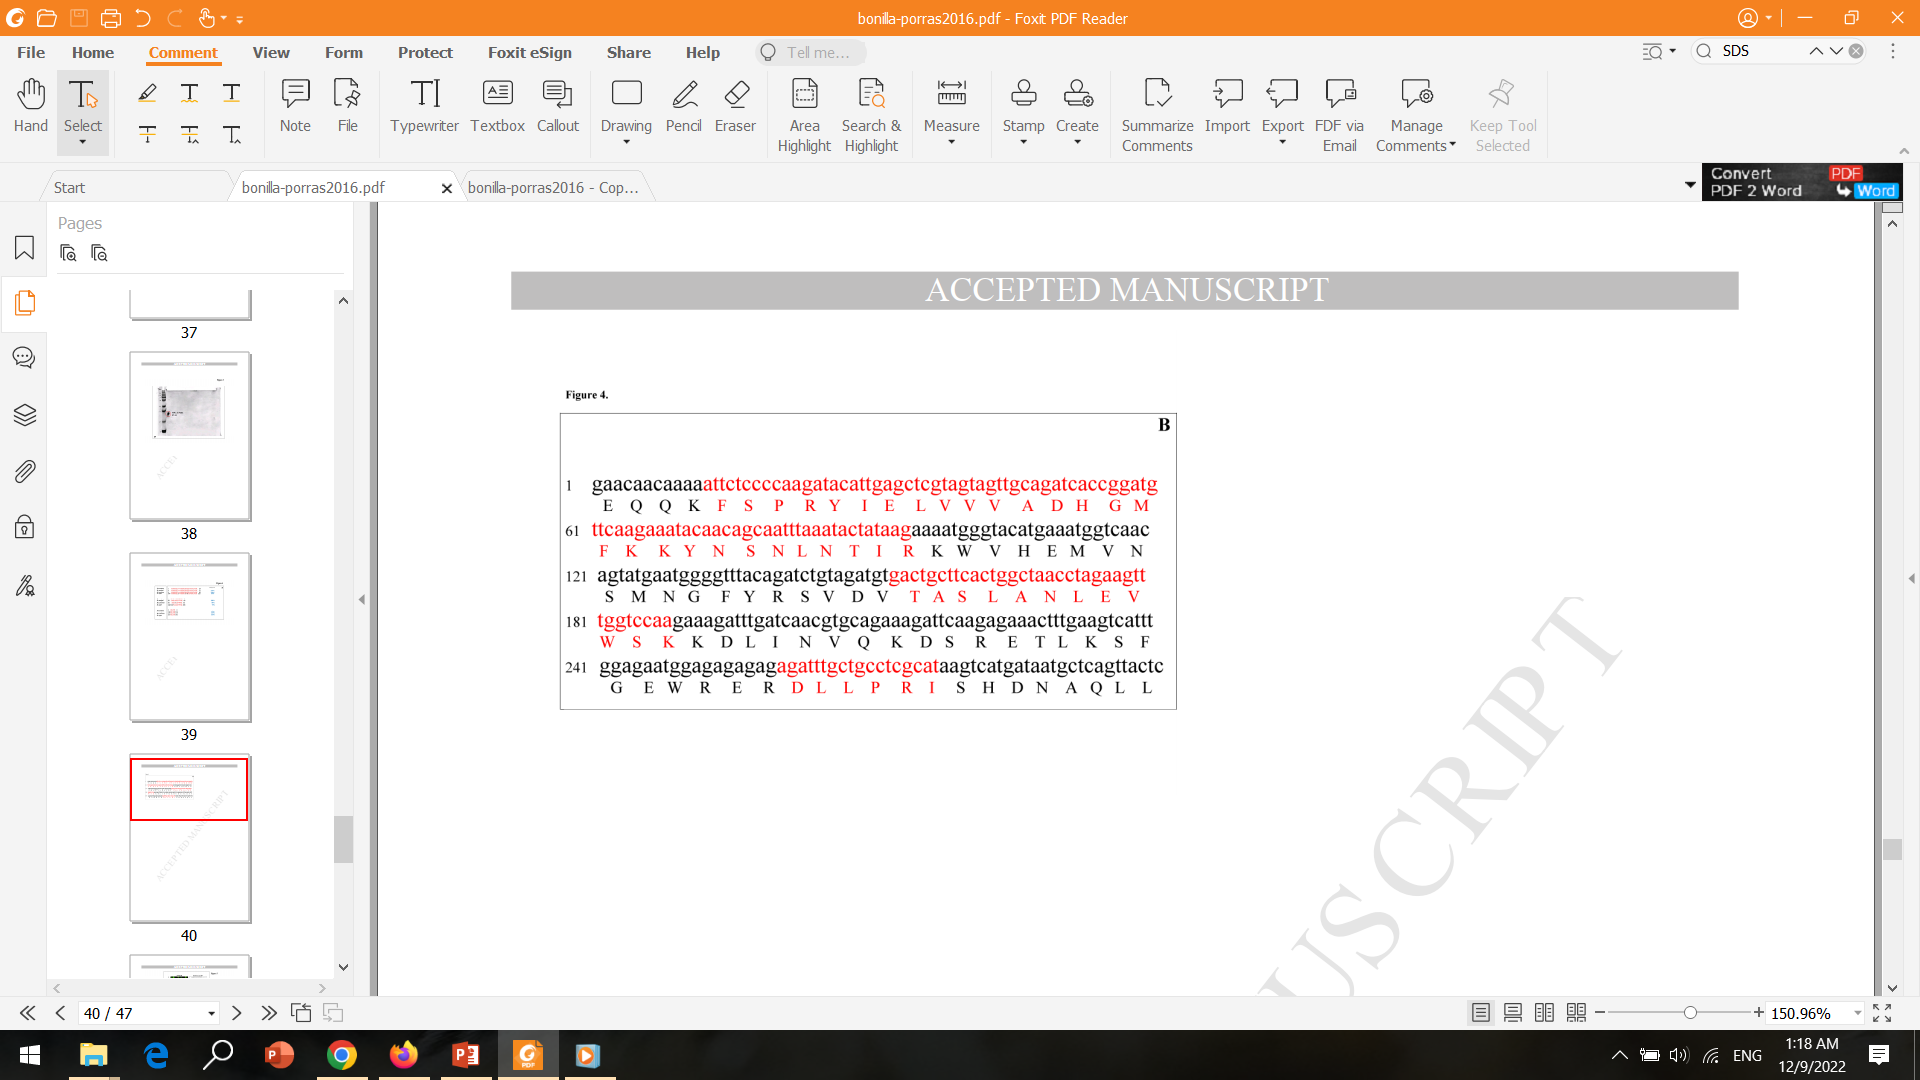 bonilla-porras2016.pdf - Foxit PDF Reader
File Home Comment View Form Protect Foxit eSign Share Help Tell me... SDS
Hand Select Note File Typewriter Textbox Callout Drawing Pencil Eraser Area Highlight Search & Highlight Measure Stamp Create Summarize Comments Import Export FDF via Email Manage Comments Keep Tool Selected
Start bonilla-porras2016.pdf bonilla-porras2016 - Cop...
Convert PDF
PDF 2 Word Word
Pages
37
38
39
40
ACCEPTED MANUSCRIPT
Figure 4.
B
1 gaacaacaaaaattctccccaagatacattgagctcgtagtagttgcagatcaccggatg
E Q Q K F S P R Y I E L V V V A D H G M
61 ttcaagaaatacaacagcaatttaaatactataagaaaatgggtacatgaaatggtcaac
F K K Y N S N L N T I R K W V H E M V N
121 agtatgaatggggtttacagatctgtagatgtgactgcttcactggctaacctagaagtt
S M N G F Y R S V D V T A S L A N L E V
181 tggtccaagaaagatttgatcaacgtgcagaaagattcaagagaaactttgaagtcattt
W S K K D L I N V Q K D S R E T L K S F
241 ggagaatggagagagagagatttgctgcctcgcataagtcatgataatgctcagttactc
G E W R E R D L L P R I S H D N A Q L L
USCRIPT
40 / 47
150.96%
ENG
1:18 AM
12/9/2022